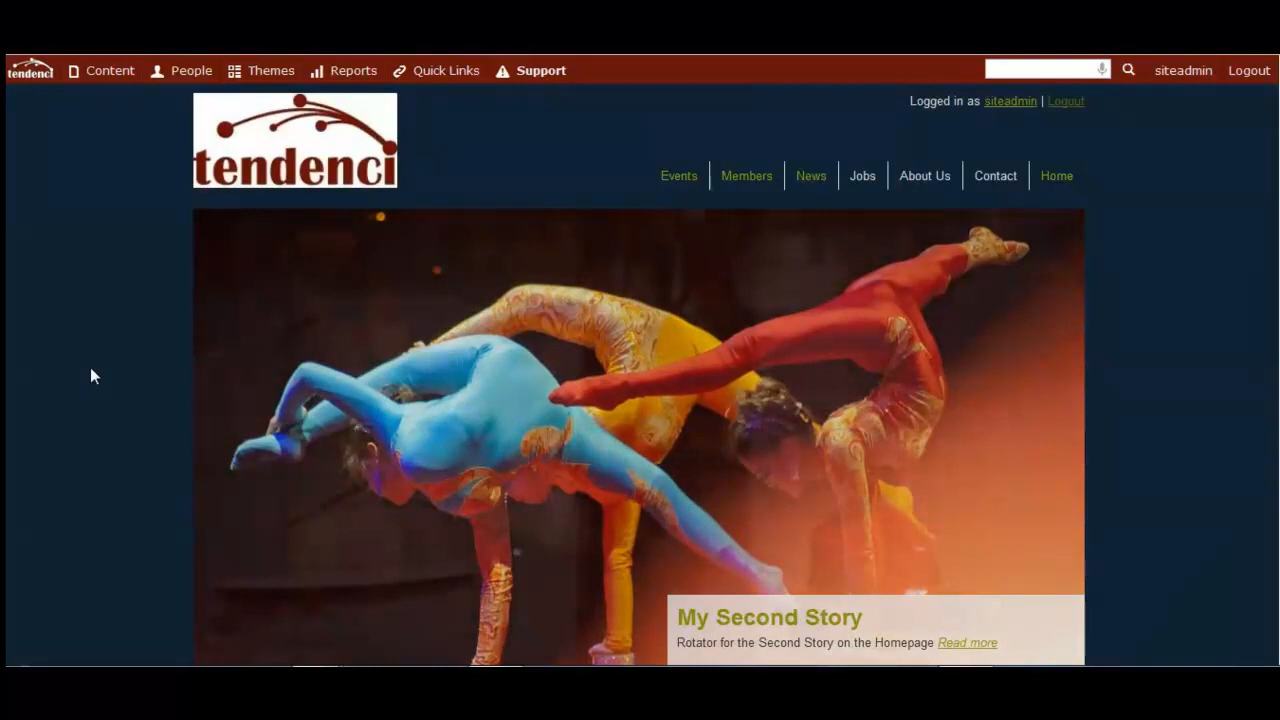 tendenci Content People Themes Reports Quick Links Support siteadmin Logout
Logged in as siteadmin | Logout
tendenci
Events Members News Jobs About Us Contact Home
My Second Story
Rotator for the Second Story on the Homepage Read more